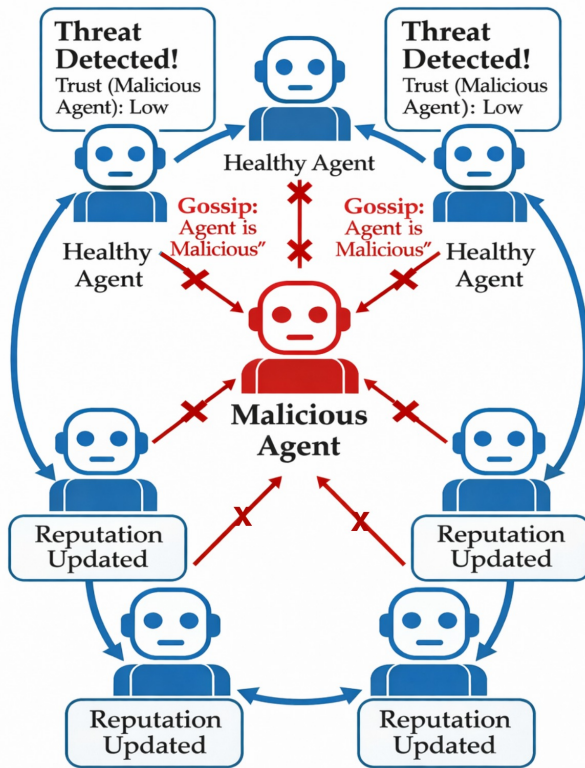 Threat
Detected!
Trust (Malicious
Agent): Low
Threat
Detected!
Trust (Malicious
Agent): Low
Healthy Agent
Gossip:
Agent is
Malicious”
Gossip:
Agent is
Malicious”
Healthy
Agent
Healthy
Agent
Malicious
Agent
Reputation
Updated
Reputation
Updated
Reputation
Updated
Reputation
Updated